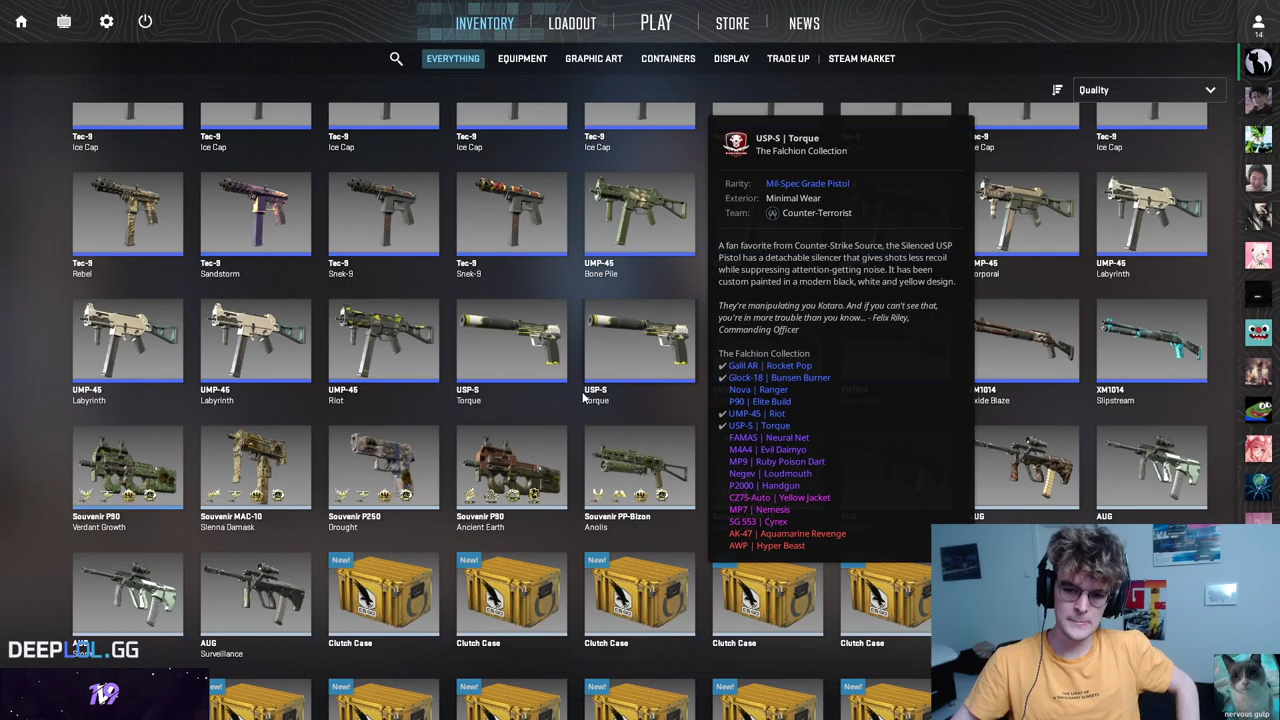 INVENTORY
LOADOUT
PLAY
STORE
NEWS
14
EVERYTHING
EQUIPMENT
GRAPHIC ART
CONTAINERS
DISPLAY
TRADE UP
STEAM MARKET
Quality
Tec-9
Ice Cap
Tec-9
Ice Cap
Tec-9
Ice Cap
Tec-9
Ice Cap
Tec-9
Ice Cap
Tec-9
Ice Cap
Tec-9
Ice Cap
Tec-9
Rebel
Tec-9
Sandstorm
Tec-9
Snek-9
Tec-9
Snek-9
UMP-45
Bone Pile
UMP-45
UMP-45
Labyrinth
UMP-45
Labyrinth
UMP-45
Labyrinth
UMP-45
Riot
USP-S
Torque
USP-S
Torque
XM1014
Slipstream
Souvenir P90
Verdant Growth
Souvenir MAC-10
Sienna Damask
Souvenir P250
Drought
Souvenir P90
Ancient Earth
Souvenir PP-Bizon
Anolis
AUG
AUG
AUG
Surveillance
New!
Clutch Case
New!
Clutch Case
New!
Clutch Case
New!
Clutch Case
New!
Clutch Case
New!
New!
New!
New!
New!
New!
USP-S | Torque
The Falchion Collection
Rarity: Mil-Spec Grade Pistol
Exterior: Minimal Wear
Team: Counter-Terrorist
A fan favorite from Counter-Strike Source, the Silenced USP
Pistol has a detachable silencer that gives shots less recoil
while suppressing attention-getting noise. It has been
custom painted in a modern black, white and yellow design.
They're manipulating you Kotaro. And if you can't see that,
you're in more trouble than you know... - Felix Riley,
Commanding Officer
The Falchion Collection
✔ Galil AR | Rocket Pop
✔ Glock-18 | Bunsen Burner
Nova | Ranger
P90 | Elite Build
✔ UMP-45 | Riot
✔ USP-S | Torque
FAMAS | Neural Net
M4A4 | Evil Daimyo
MP9 | Ruby Poison Dart
Negev | Loudmouth
P2000 | Handgun
CZ75-Auto | Yellow Jacket
MP7 | Nemesis
SG 553 | Cyrex
AK-47 | Aquamarine Revenge
AWP | Hyper Beast
DEEPLOL.GG
nervous gulp